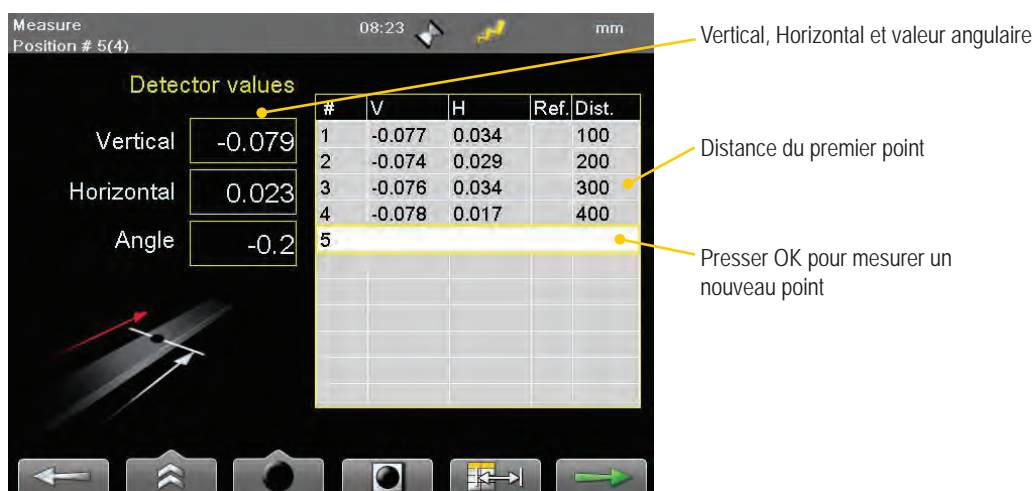 Measure
Position # 5(4)
08:23
mm
Detector values
Vertical -0.079
Horizontal 0.023
Angle -0.2
# V H Ref. Dist.
1 -0.077 0.034 100
2 -0.074 0.029 200
3 -0.076 0.034 300
4 -0.078 0.017 400
5
Vertical, Horizontal et valeur angulaire
Distance du premier point
Presser OK pour mesurer un
nouveau point